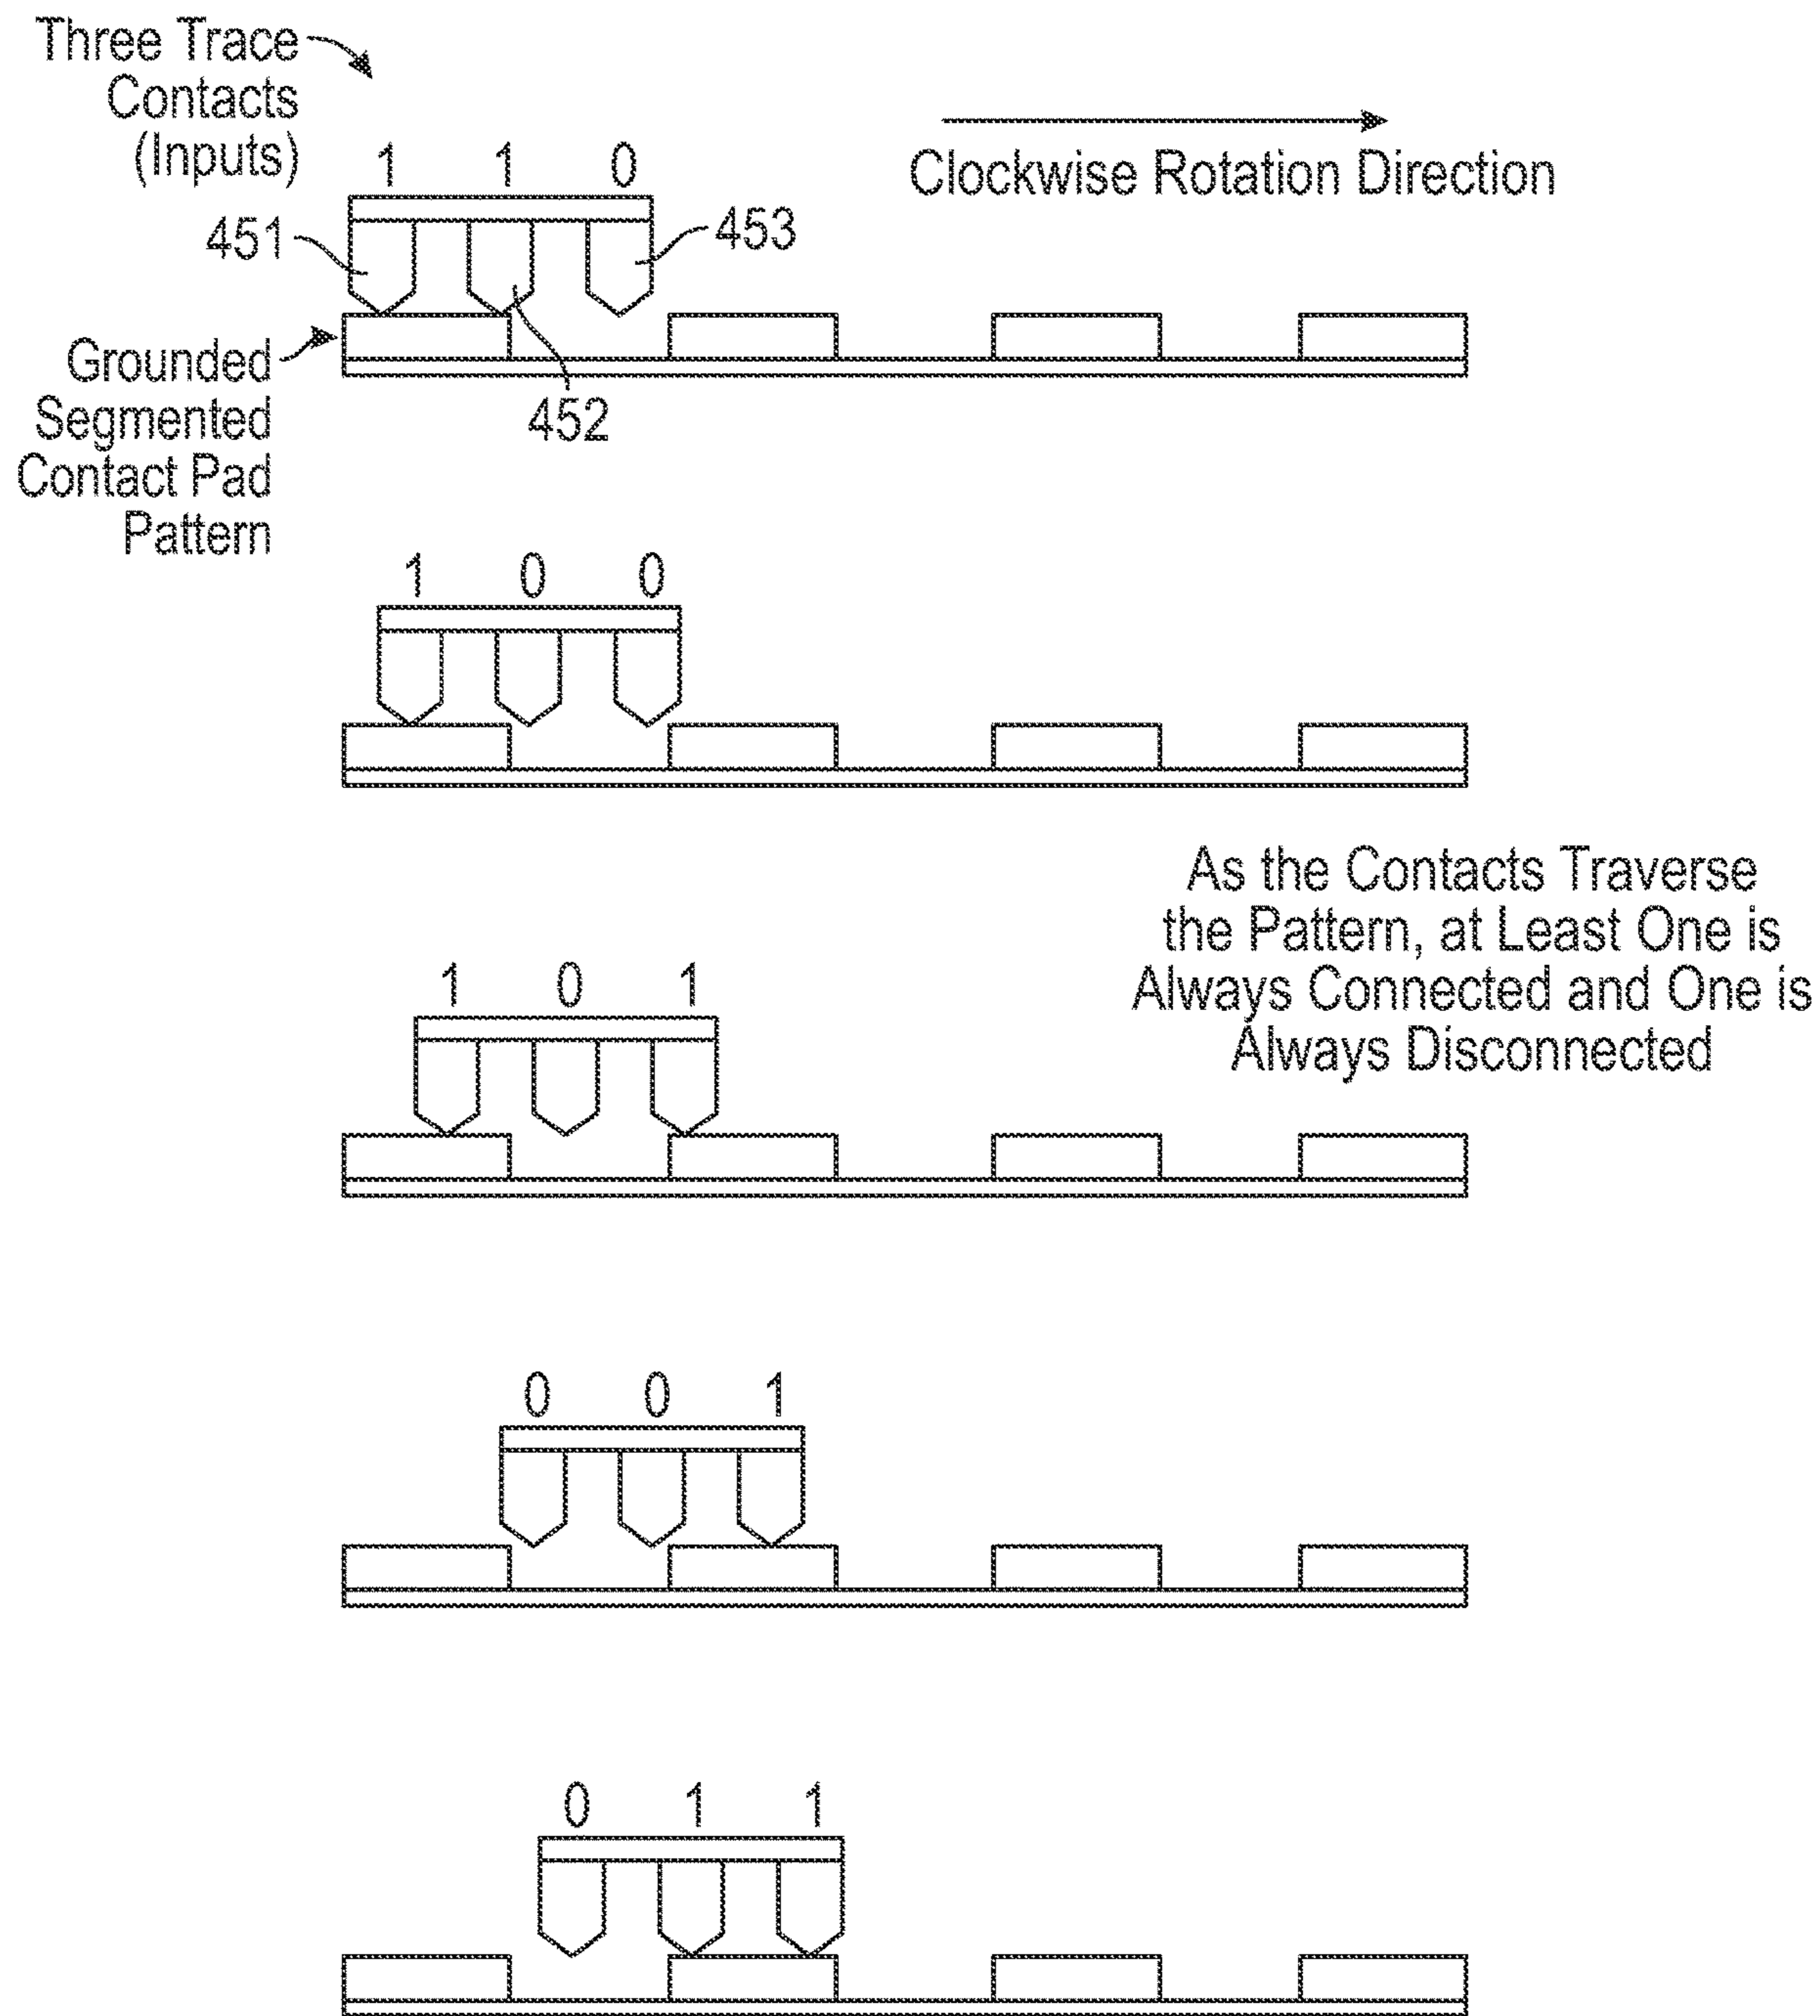 Three Trace
Contacts
(Inputs)
1 1 0
Clockwise Rotation Direction
451
453
452
Grounded
Segmented
Contact Pad
Pattern
1 0 0
As the Contacts Traverse
the Pattern, at Least One is
Always Connected and One is
Always Disconnected
1 0 1
0 0 1
0 1 1